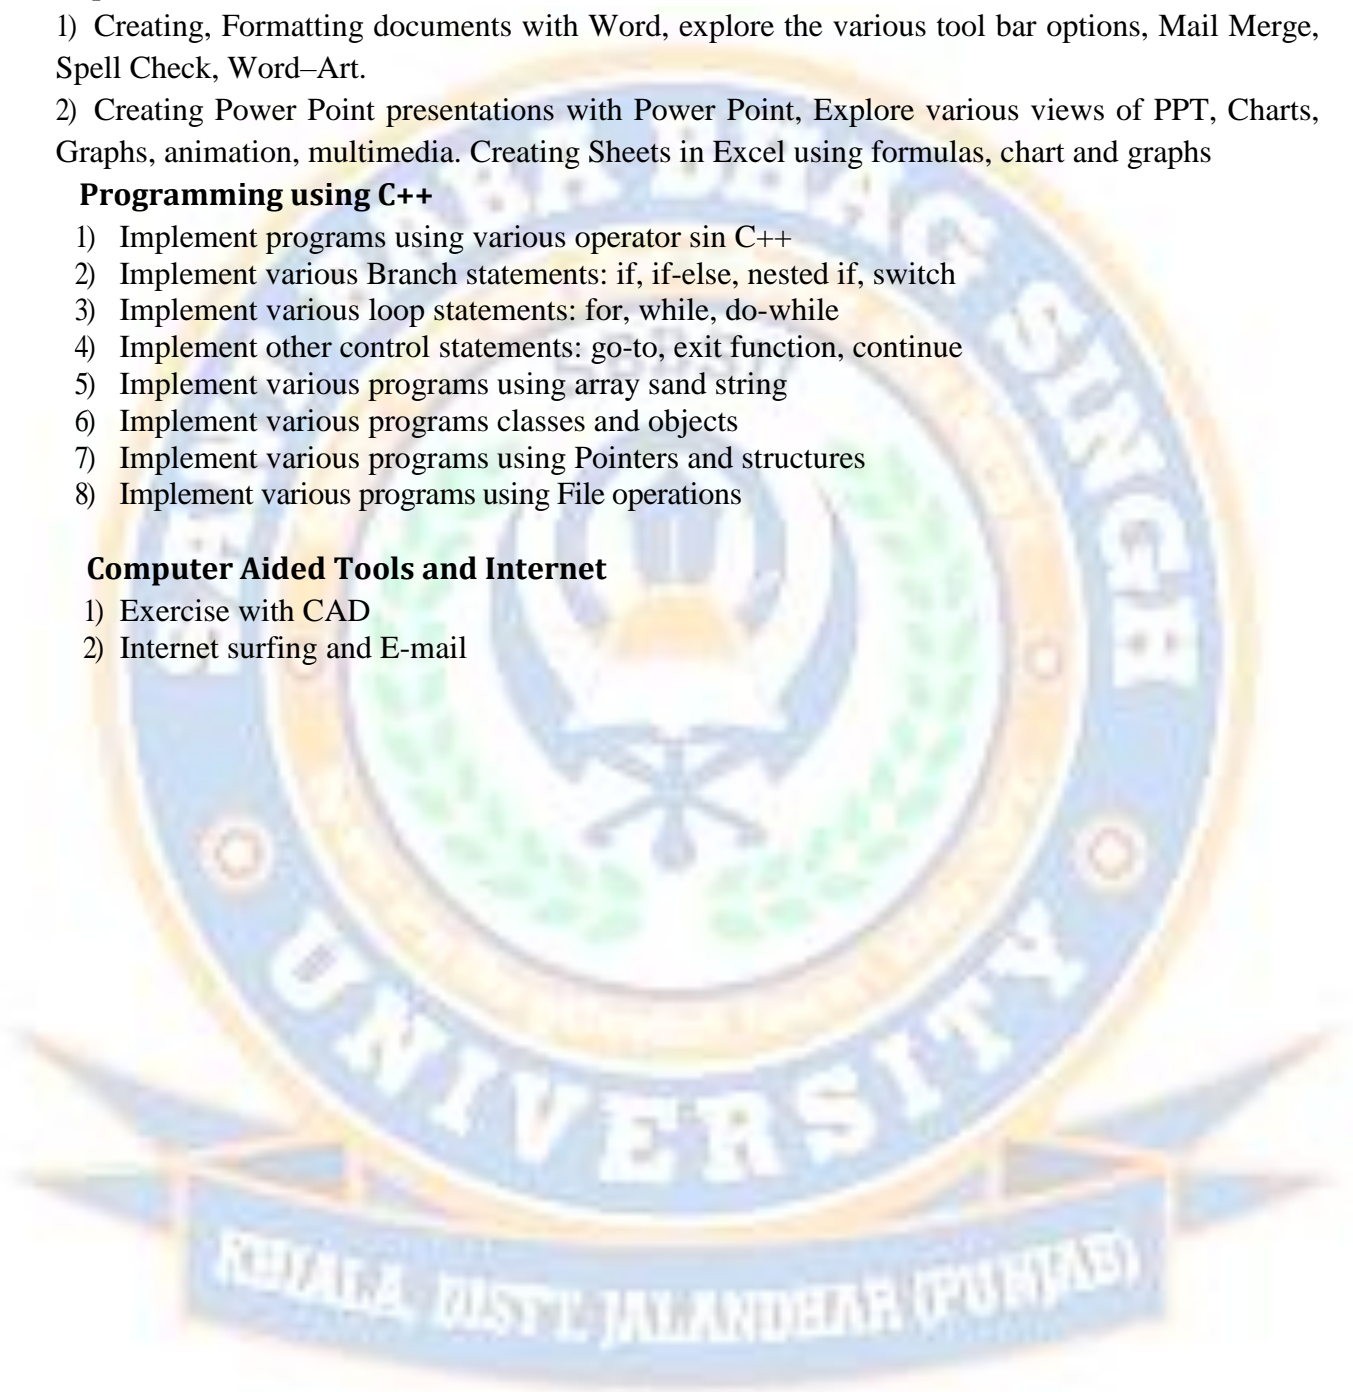 1) Creating, Formatting documents with Word, explore the various tool bar options, Mail Merge,
Spell Check, Word–Art.
2) Creating Power Point presentations with Power Point, Explore various views of PPT, Charts,
Graphs, animation, multimedia. Creating Sheets in Excel using formulas, chart and graphs
Programming using C++
1) Implement programs using various operator sin C++
2) Implement various Branch statements: if, if-else, nested if, switch
3) Implement various loop statements: for, while, do-while
4) Implement other control statements: go-to, exit function, continue
5) Implement various programs using array sand string
6) Implement various programs classes and objects
7) Implement various programs using Pointers and structures
8) Implement various programs using File operations
Computer Aided Tools and Internet
1) Exercise with CAD
2) Internet surfing and E-mail
BHAG SINGH
UNIVERSITY
KHIALA, DISTT. JALANDHAR (PUNJAB)